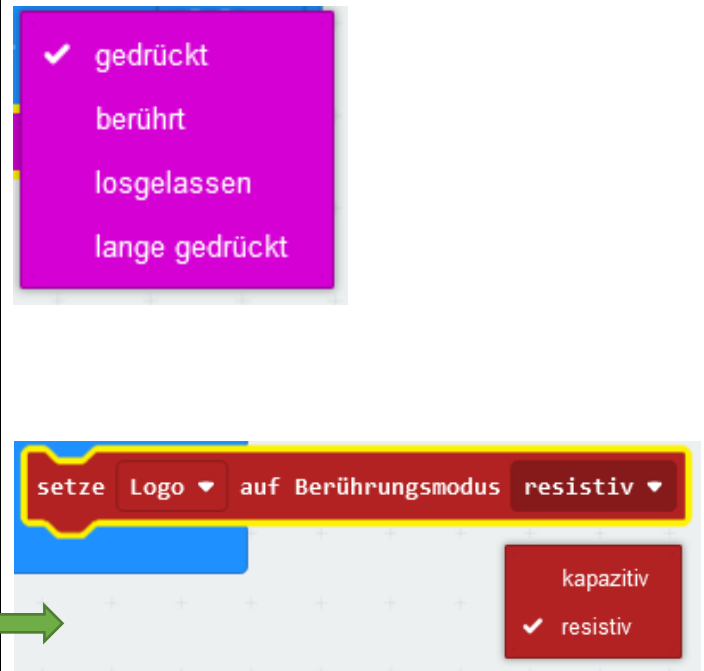 gedrückt
berührt
losgelassen
lange gedrückt
setze Logo auf Berührungsmodus resistiv
kapazitiv
resistiv